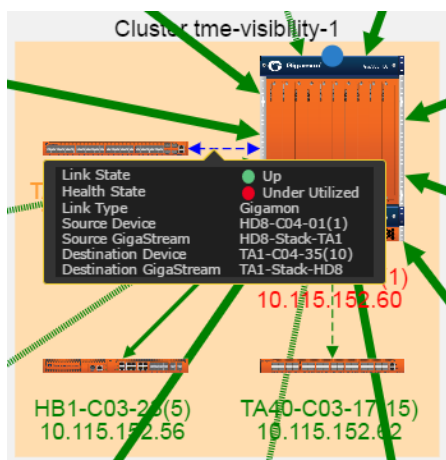 Cluster tme-visibility-1
Gigamon
Link State Up
Health State Under Utilized
Link Type Gigamon
Source Device HD8-C04-01(1)
Source GigaStream HD8-Stack-TA1
Destination Device TA1-C04-35(10)
Destination GigaStream TA1-Stack-HD8
1)
10.115.152.60
HB1-C03-23(5) TA40-C03-17(15)
10.115.152.56 10.115.152.62